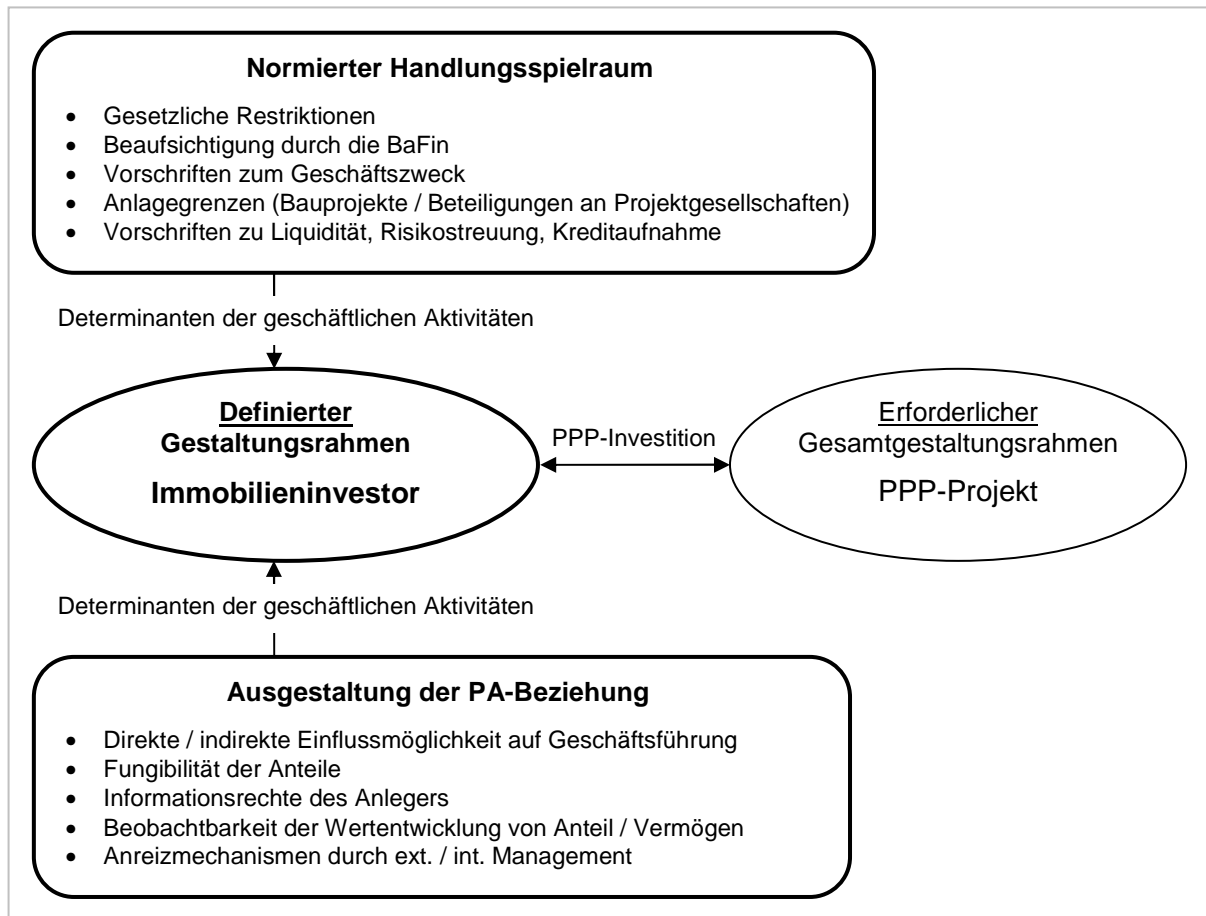 Normierter Handlungsspielraum
• Gesetzliche Restriktionen
• Beaufsichtigung durch die BaFin
• Vorschriften zum Geschäftszweck
• Anlagegrenzen (Bauprojekte / Beteiligungen an Projektgesellschaften)
• Vorschriften zu Liquidität, Risikostreuung, Kreditaufnahme
Determinanten der geschäftlichen Aktivitäten
Definierter
Gestaltungsrahmen
Immobilieninvestor
PPP-Investition
Erforderlicher
Gesamtgestaltungsrahmen
PPP-Projekt
Determinanten der geschäftlichen Aktivitäten
Ausgestaltung der PA-Beziehung
• Direkte / indirekte Einflussmöglichkeit auf Geschäftsführung
• Fungibilität der Anteile
• Informationsrechte des Anlegers
• Beobachtbarkeit der Wertentwicklung von Anteil / Vermögen
• Anreizmechanismen durch ext. / int. Management